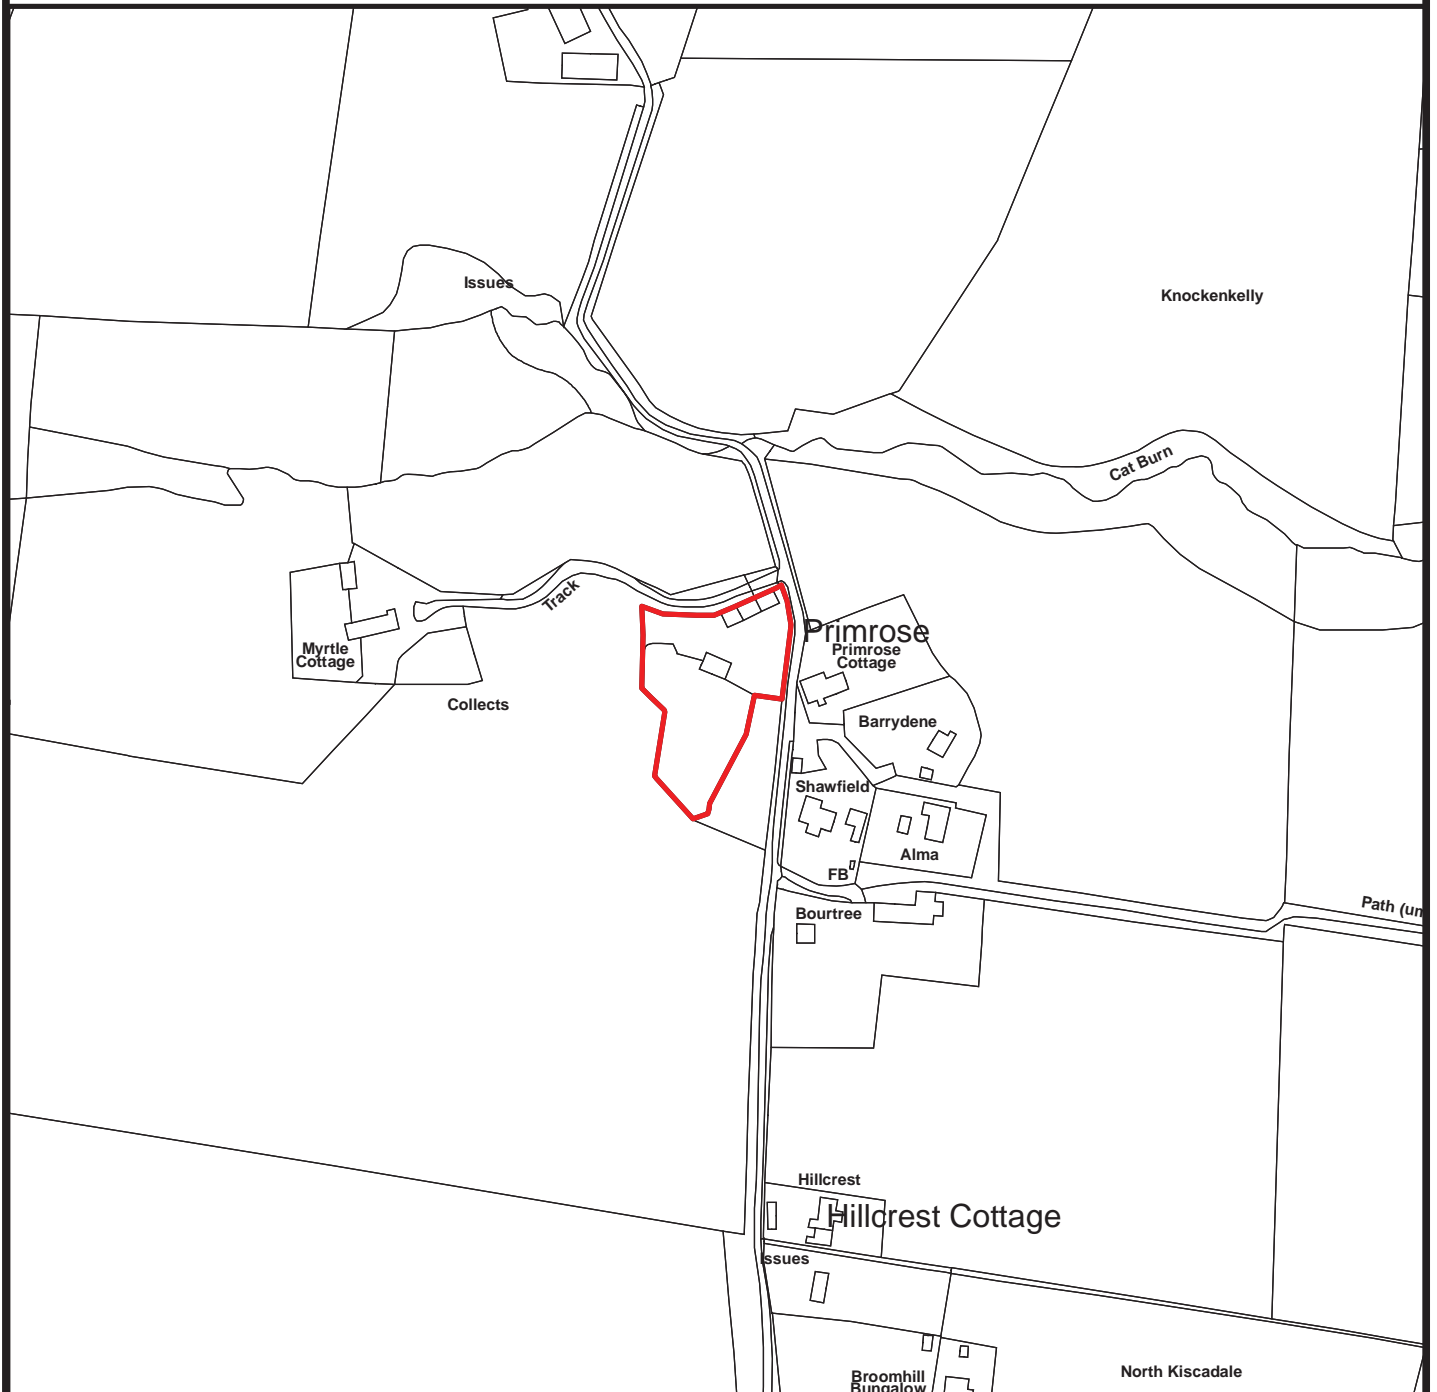 Issues
Knockenkelly
Cat Burn
Track
Primrose
Primrose
Cottage
Myrtle
Cottage
Collects
Barrydene
Shawfield
Alma
FB
Path (un
Bourtree
Hillcrest
Hillcrest Cottage
Issues
North Kiscadale
Broomhill
Bungalow